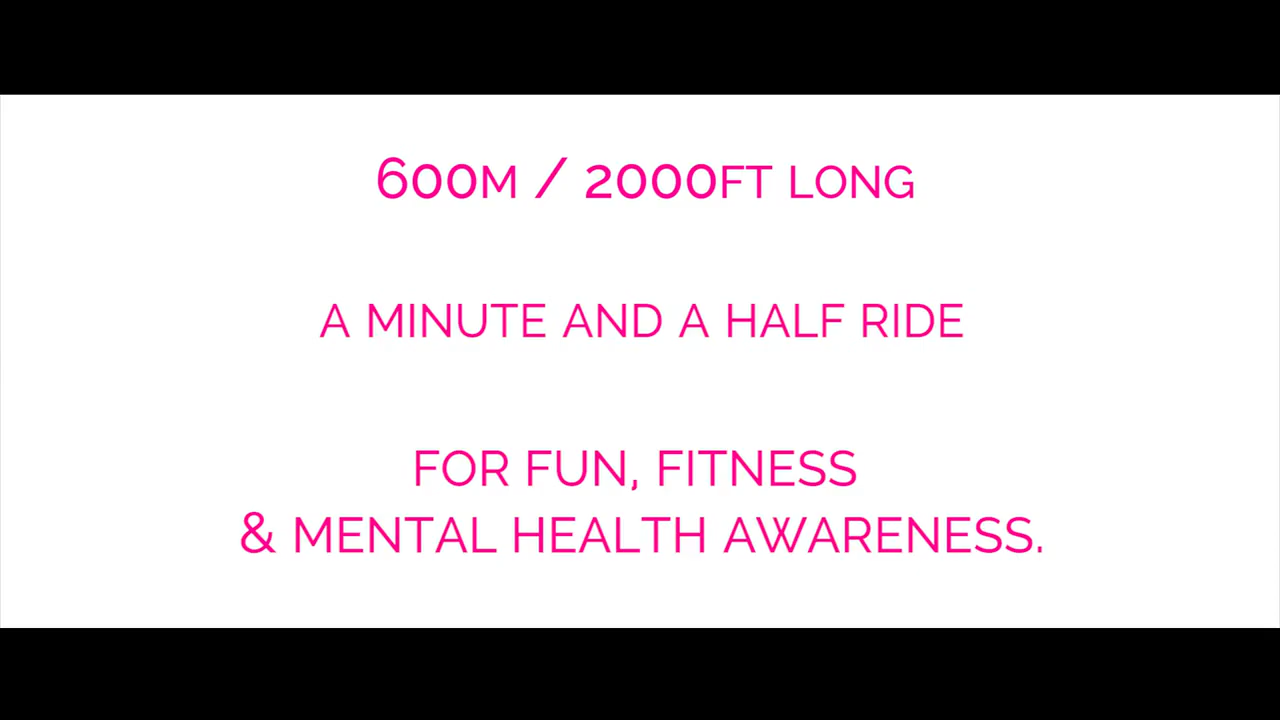 600M / 2000FT LONG
A MINUTE AND A HALF RIDE
FOR FUN, FITNESS
& MENTAL HEALTH AWARENESS.